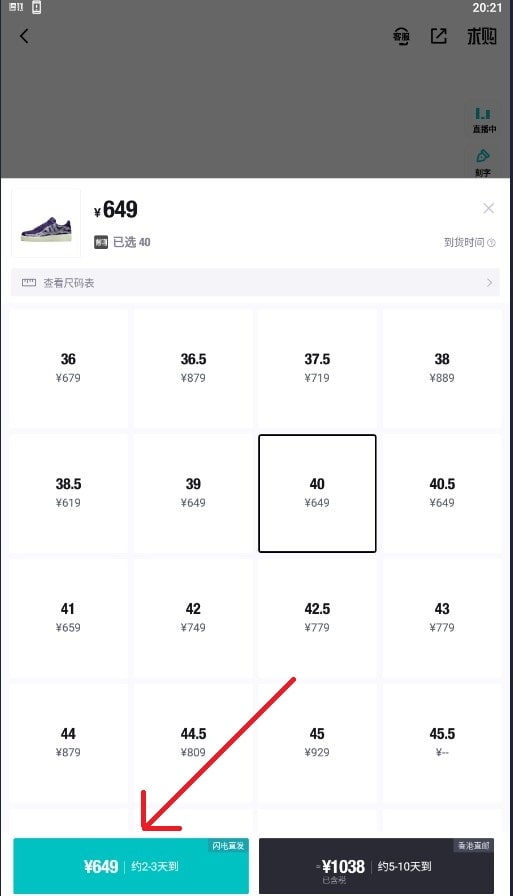 20:21
客服
求购
直播中
刻字
¥649
已选 40
到货时间
查看尺码表
36 36.5 37.5 38
¥679 ¥879 ¥719 ¥889
38.5 39 40 40.5
¥619 ¥649 ¥649 ¥649
41 42 42.5 43
¥659 ¥749 ¥779 ¥779
44 44.5 45 45.5
¥879 ¥809 ¥929 ¥--
闪电直发
¥649 约2-3天到
香港直邮
¥1038 约5-10天到
已含税